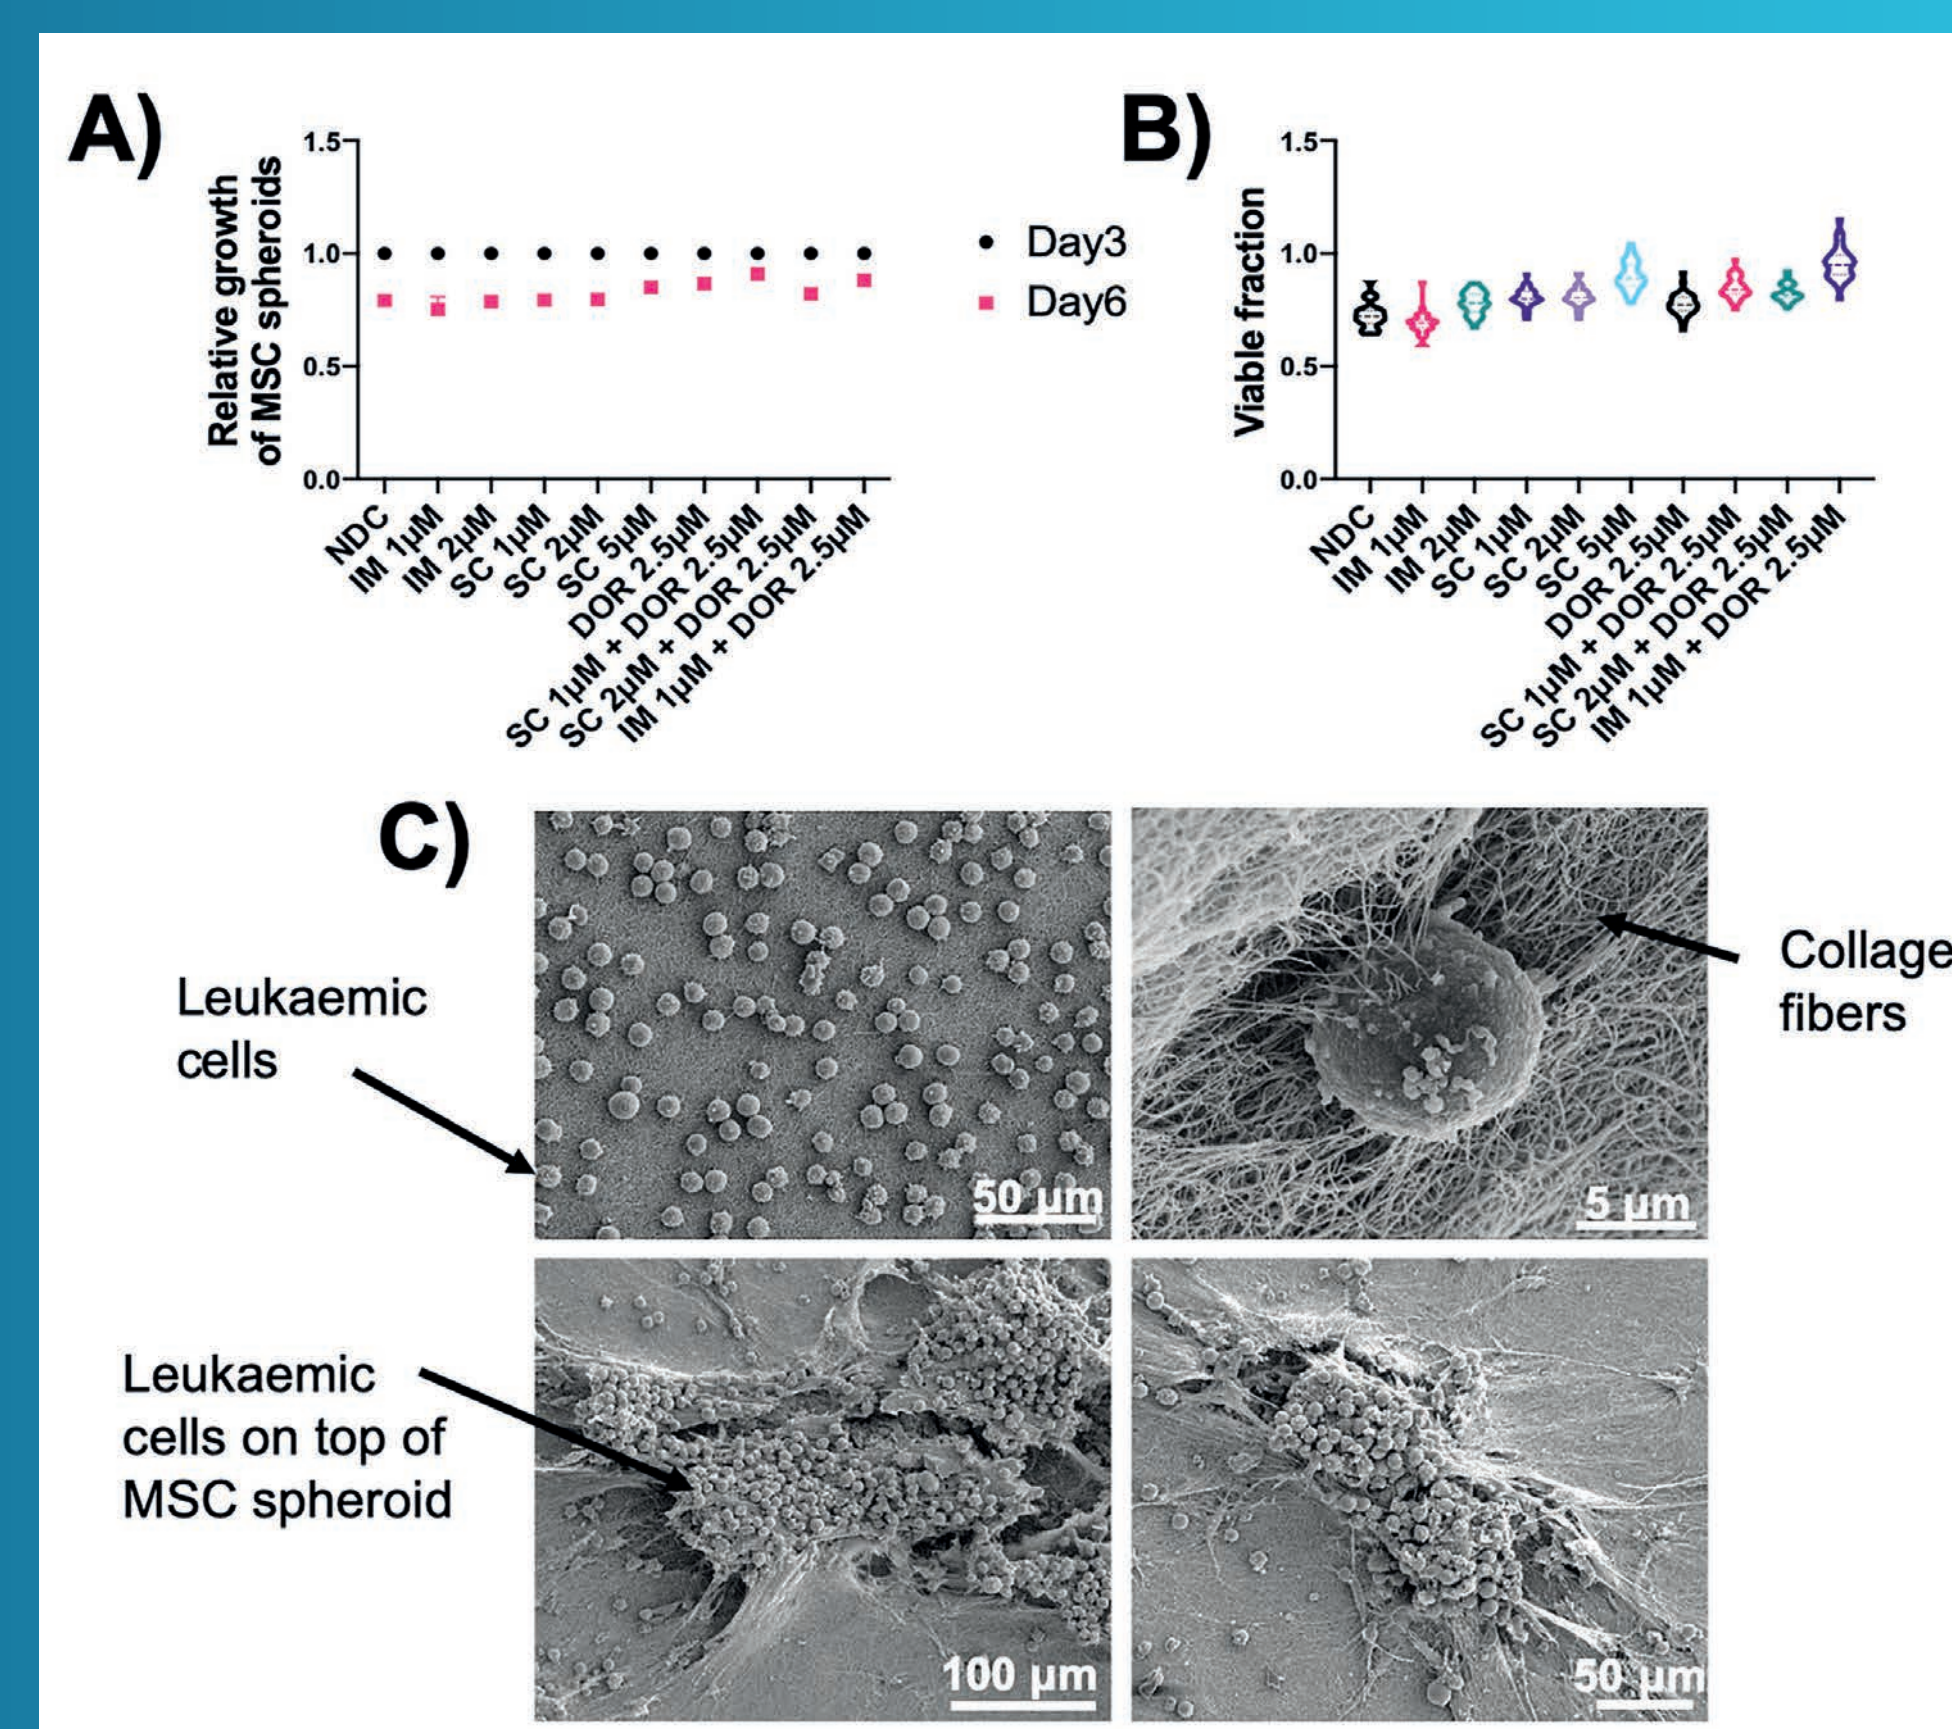 A)
Relative growth
of MSC spheroids
1.5
1.0
0.5
0.0
NDC
IM 1µM
IM 2µM
SC 1µM
SC 2µM
SC 5µM
DOR 2.5µM
SC 1µM + DOR 2.5µM
SC 2µM + DOR 2.5µM
IM 1µM + DOR 2.5µM
Day3
Day6
B)
Viable fraction
1.5
1.0
0.5
0.0
NDC
IM 1µM
IM 2µM
SC 1µM
SC 2µM
SC 5µM
DOR 2.5µM
SC 1µM + DOR 2.5µM
SC 2µM + DOR 2.5µM
IM 1µM + DOR 2.5µM
C)
Leukaemic
cells
50 µm
5 µm
Collage
fibers
Leukaemic
cells on top of
MSC spheroid
100 µm
50 µm